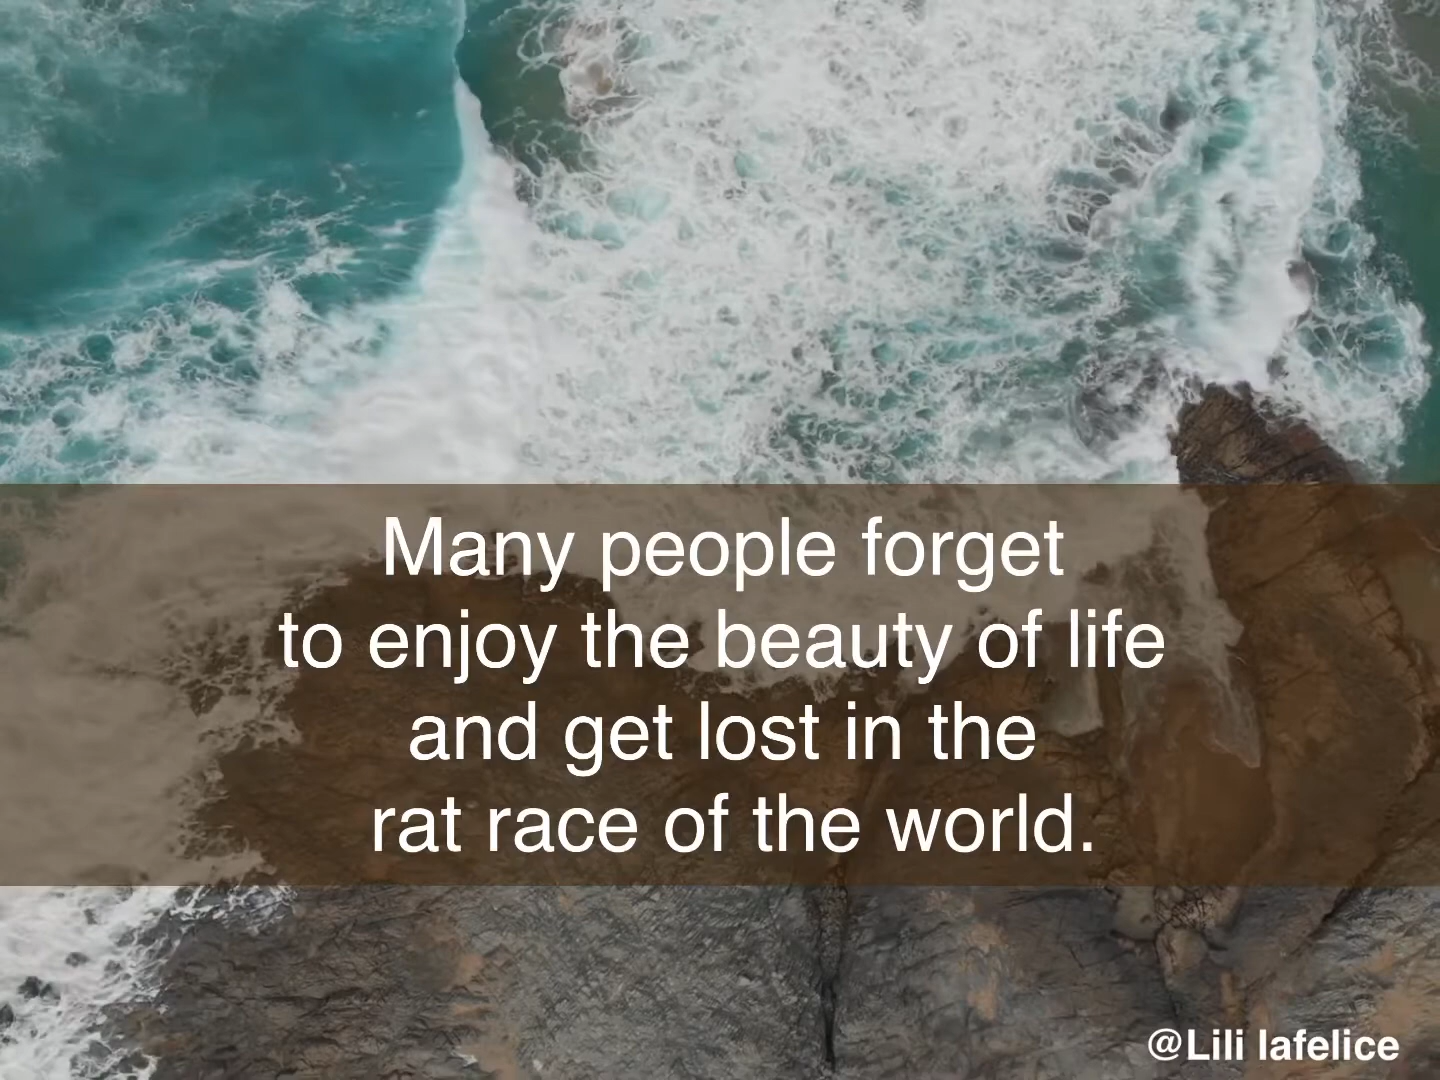 Many people forget
to enjoy the beauty of life
and get lost in the
rat race of the world.
@Lili lafelice